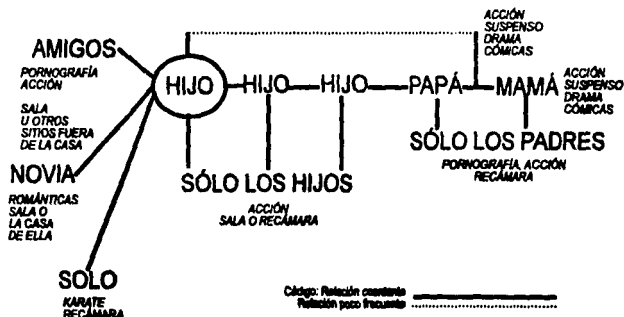 ACCIÓN
SUSPENSO
DRAMA
CÓMICAS
AMIGOS
PORNOGRAFÍA
ACCIÓN
HIJO HIJO HIJO PAPÁ MAMÁ
ACCIÓN
SUSPENSO
DRAMA
CÓMICAS
SALA
U OTROS
SITIOS FUERA
DE LA CASA
SÓLO LOS PADRES
PORNOGRAFÍA, ACCIÓN
RECÁMARA
NOVIA
ROMÁNTICAS
SALA O
LA CASA
DE ELLA
SÓLO LOS HIJOS
ACCIÓN
SALA O RECÁMARA
SOLO
KARATE
RECÁMARA
Código: Relación constante
Relación poco frecuente